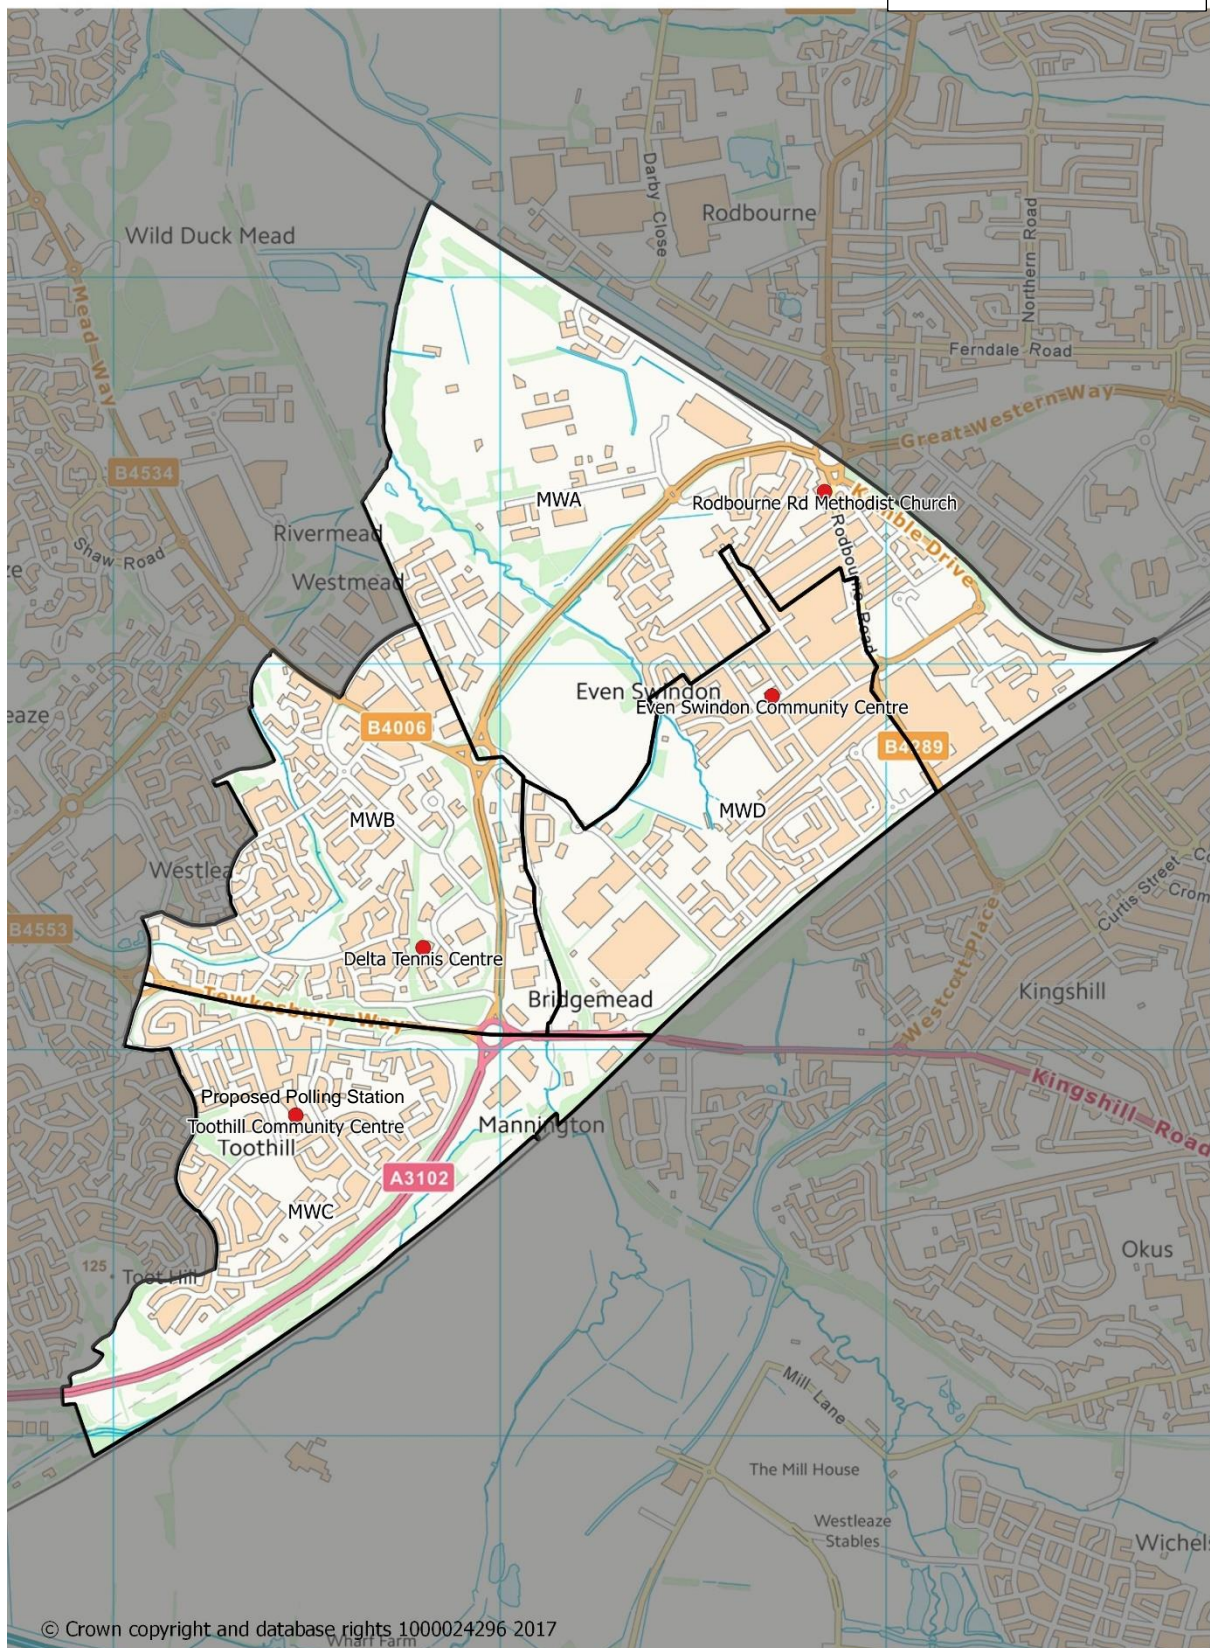 Rodbourne
Darby Close
Northern Road
Wild Duck Mead
Mead Way
Ferndale Road
Great Western Way
B4534
MWA
Rodbourne Rd Methodist Church
Kemble Drive
Rodbourne Road
Shaw Road
Rivermead
Westmead
Even Swindon
Even Swindon Community Centre
B4006
B4289
MWB
MWD
Westlea
Curtis Street
B4553
Delta Tennis Centre
Westcott Place
Bridgemead
Kingshill
Tewkesbury Way
Proposed Polling Station
Toothill Community Centre
Toothill
Mannington
Kingshill Road
A3102
MWC
Okus
125
Toot Hill
Mill Lane
The Mill House
Westleaze
Stables
© Crown copyright and database rights 1000024296 2017
Wharf Farm